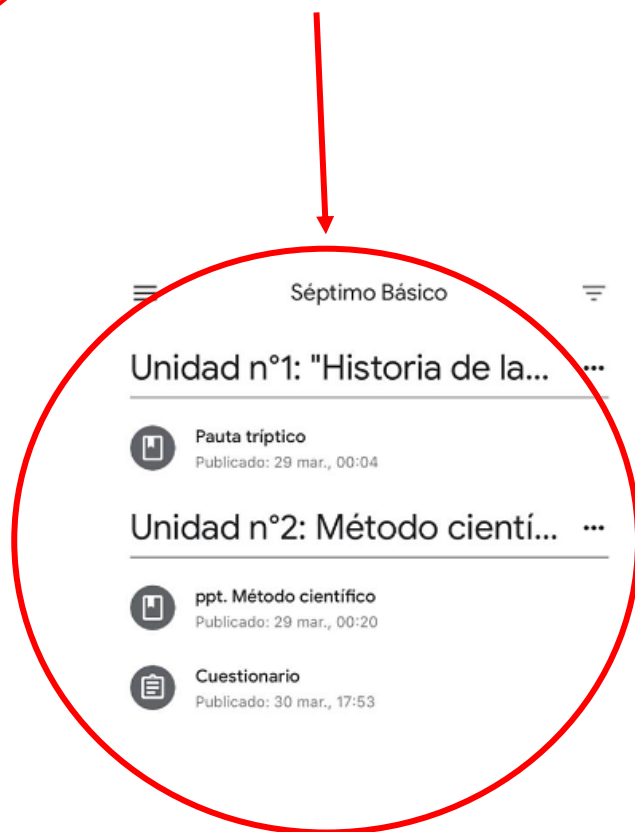 Séptimo Básico
Unidad n°1: "Historia de la...
Pauta tríptico
Publicado: 29 mar., 00:04
Unidad n°2: Método cientí...
ppt. Método científico
Publicado: 29 mar., 00:20
Cuestionario
Publicado: 30 mar., 17:53